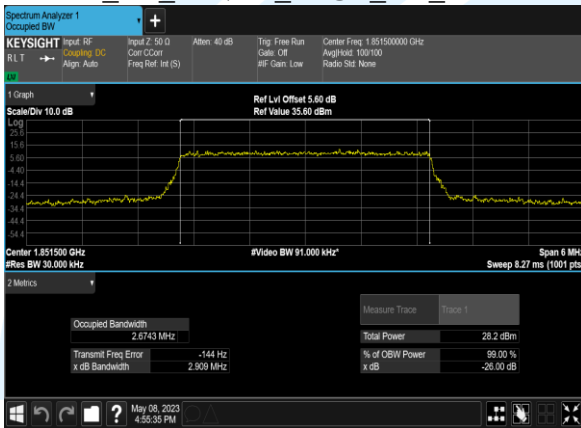 Spectrum Analyzer 1
Occupied BW
+
KEYSIGHT Input: RF Input Z: 50 Ω Atten: 40 dB Trig: Free Run Center Freq: 1.851500000 GHz
RLT Coupling: DC Corr CCorr Gate: Off Avg|Hold: 100/100
Align: Auto Freq Ref: Int (S) #IF Gain: Low Radio Std: None
LV
1 Graph
Ref Lvl Offset 5.60 dB
Scale/Div 10.0 dB Ref Value 35.60 dBm
Log
25.6
15.6
5.60
-4.40
-14.4
-24.4
-34.4
-44.4
-54.4
Center 1.851500 GHz #Video BW 91.000 kHz* Span 6 MHz
#Res BW 30.000 kHz Sweep 8.27 ms (1001 pts
2 Metrics
Measure Trace Trace 1
Occupied Bandwidth
2.6743 MHz Total Power 28.2 dBm
Transmit Freq Error -144 Hz % of OBW Power 99.00 %
x dB Bandwidth 2.909 MHz x dB -26.00 dB
? May 08, 2023
4:55:35 PM